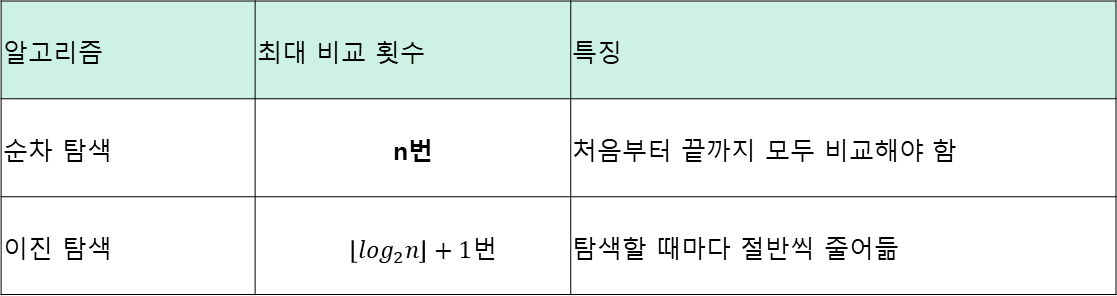 알고리즘 최대 비교 횟수 특징
순차 탐색 n번 처음부터 끝까지 모두 비교해야 함
이진 탐색 ⌊log₂n⌋ + 1번 탐색할 때마다 절반씩 줄어듦